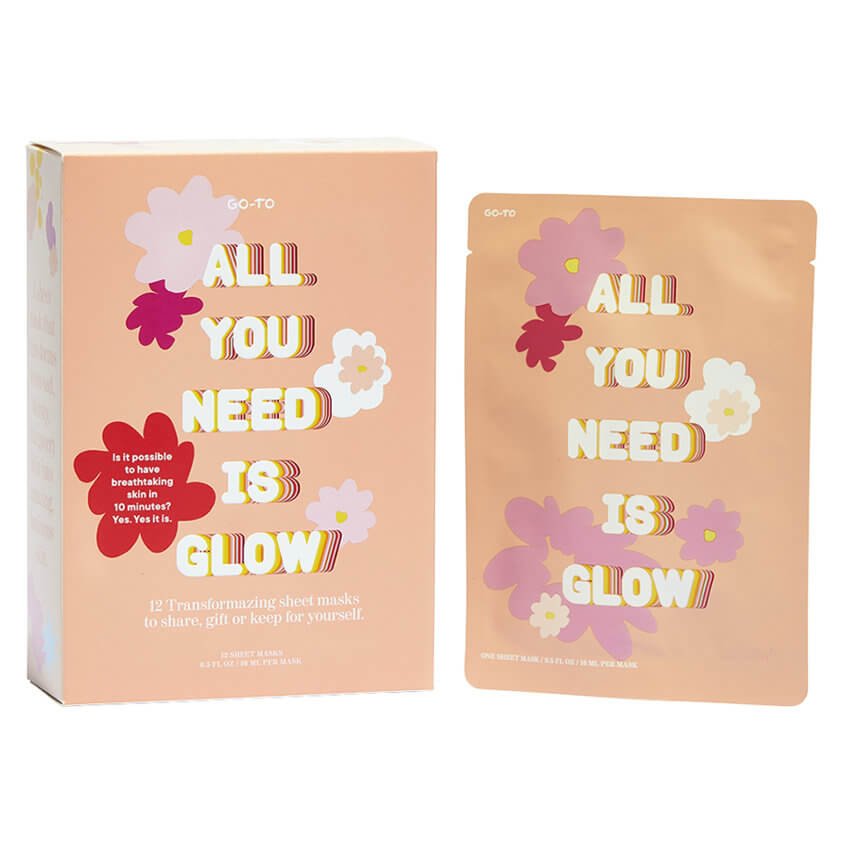 GO-TO
ALL
YOU
NEED
IS
GLOW
Is it possible
to have
breathtaking
skin in
10 minutes?
Yes. Yes it is.
12 Transformazing sheet masks
to share, gift or keep for yourself.
12 SHEET MASKS
0.5 FL OZ / 16 ML PER MASK
GO-TO
ALL
YOU
NEED
IS
GLOW
ONE SHEET MASK / 0.5 FL OZ / 16 ML PER MASK